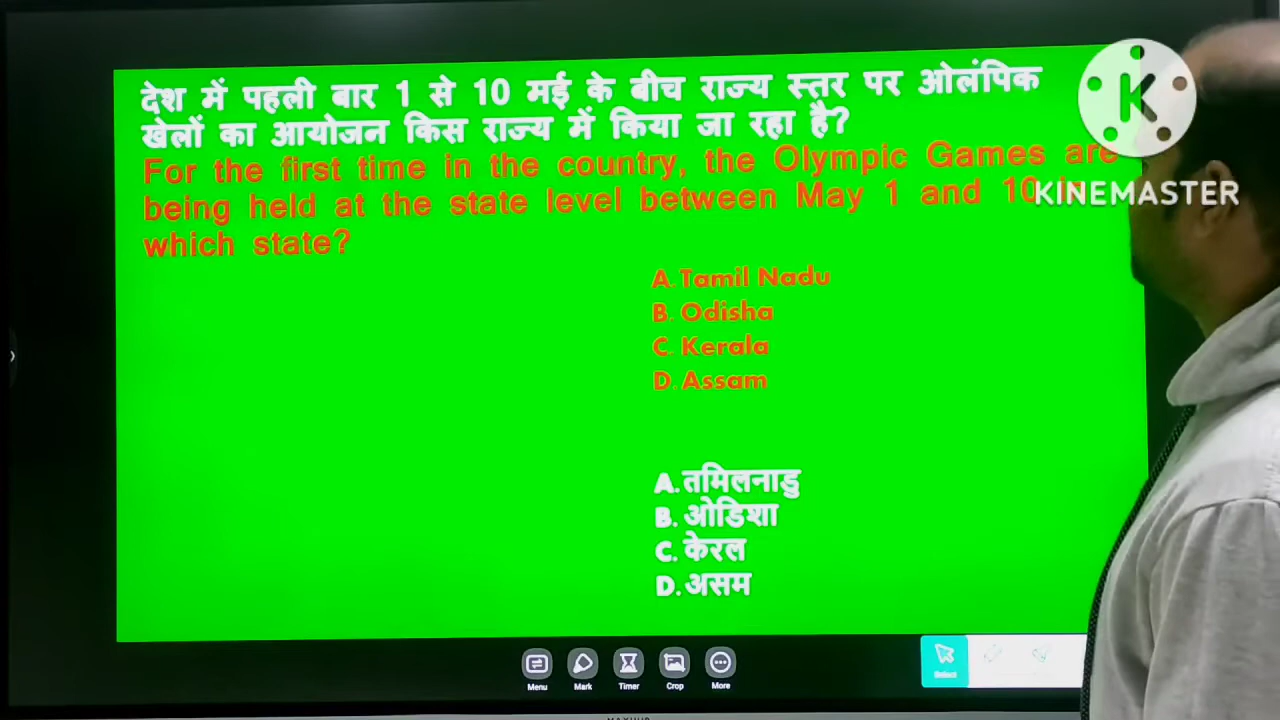 देश में पहली बार 1 से 10 मई के बीच राज्य स्तर पर ओलंपिक
खेलों का आयोजन किस राज्य में किया जा रहा है?
For the first time in the country, the Olympic Games are
being held at the state level between May 1 and 10 in
which state?
K
KINEMASTER
A. Tamil Nadu
B. Odisha
C. Kerala
D. Assam
A. तमिलनाडु
B. ओडिशा
C. केरल
D. असम
Menu
Mark
Timer
Crop
More
Select